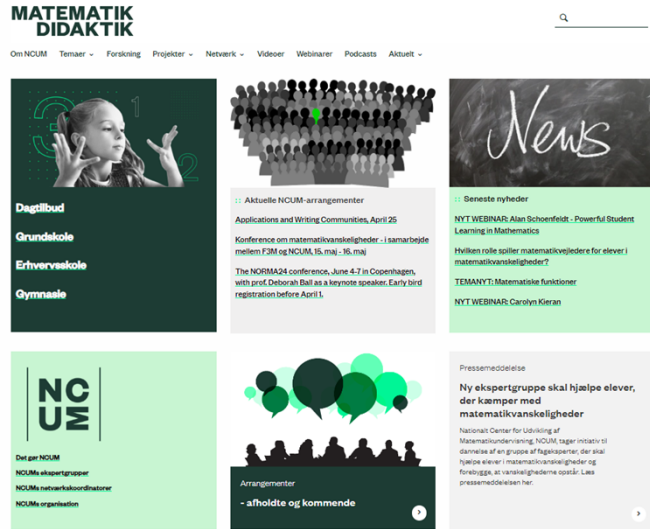 MATEMATIK
DIDAKTIK
Om NCUM Temaer Forskning Projekter Netværk Videoer Webinarer Podcasts Aktuelt
3
1
2
Dagtilbud
Grundskole
Erhvervsskole
Gymnasie
:: Aktuelle NCUM-arrangementer
Applications and Writing Communities, April 25
Konference om matematikvanskeligheder - i samarbejde
mellem F3M og NCUM, 15. maj - 16. maj
The NORMA24 conference, June 4-7 in Copenhagen,
with prof. Deborah Ball as a keynote speaker. Early bird
registration before April 1.
News
:: Seneste nyheder
NYT WEBINAR: Alan Schoenfeldt - Powerful Student
Learning in Mathematics
Hvilken rolle spiller matematikvejledere for elever i
matematikvanskeligheder?
TEMANYT: Matematiske funktioner
NYT WEBINAR: Carolyn Kieran
NC
UM
Det gør NCUM
NCUMs ekspertgrupper
NCUMs netværkskoordinatorer
NCUMs organisation
Arrangementer
- afholdte og kommende
Pressemeddelelse
Ny ekspertgruppe skal hjælpe elever,
der kæmper med
matematikvanskeligheder
Nationalt Center for Udvikling af
Matematikundervisning, NCUM, tager initiativ til
dannelse af en gruppe af fageksperter, der skal
hjælpe elever i matematikvanskeligheder og
forebygge, at vanskelighederne opstår. Læs
pressemeddelelsen her.